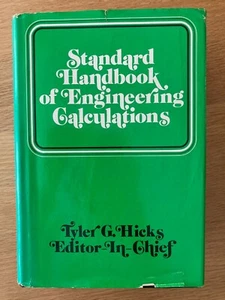 Standard
Handbook
of Engineering
Calculations
Tyler G. Hicks
Editor-In-Chief